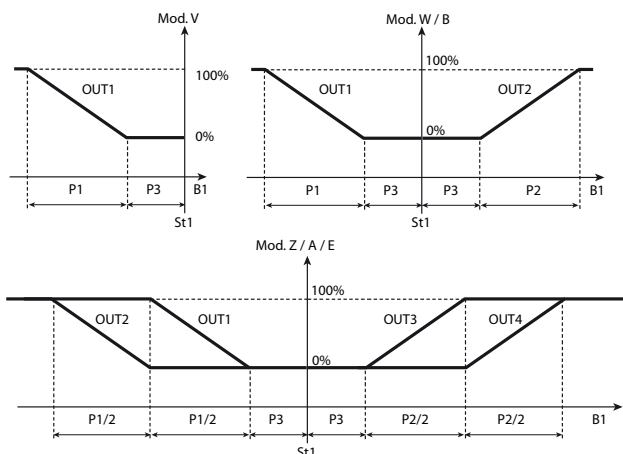 Mod. V
100%
OUT1
0%
P1 P3 B1
St1
Mod. W / B
100%
OUT1 OUT2
0%
P1 P3 P3 P2 B1
St1
Mod. Z / A / E
100%
OUT2 OUT1 OUT3 OUT4
0%
P1/2 P1/2 P3 P3 P2/2 P2/2 B1
St1